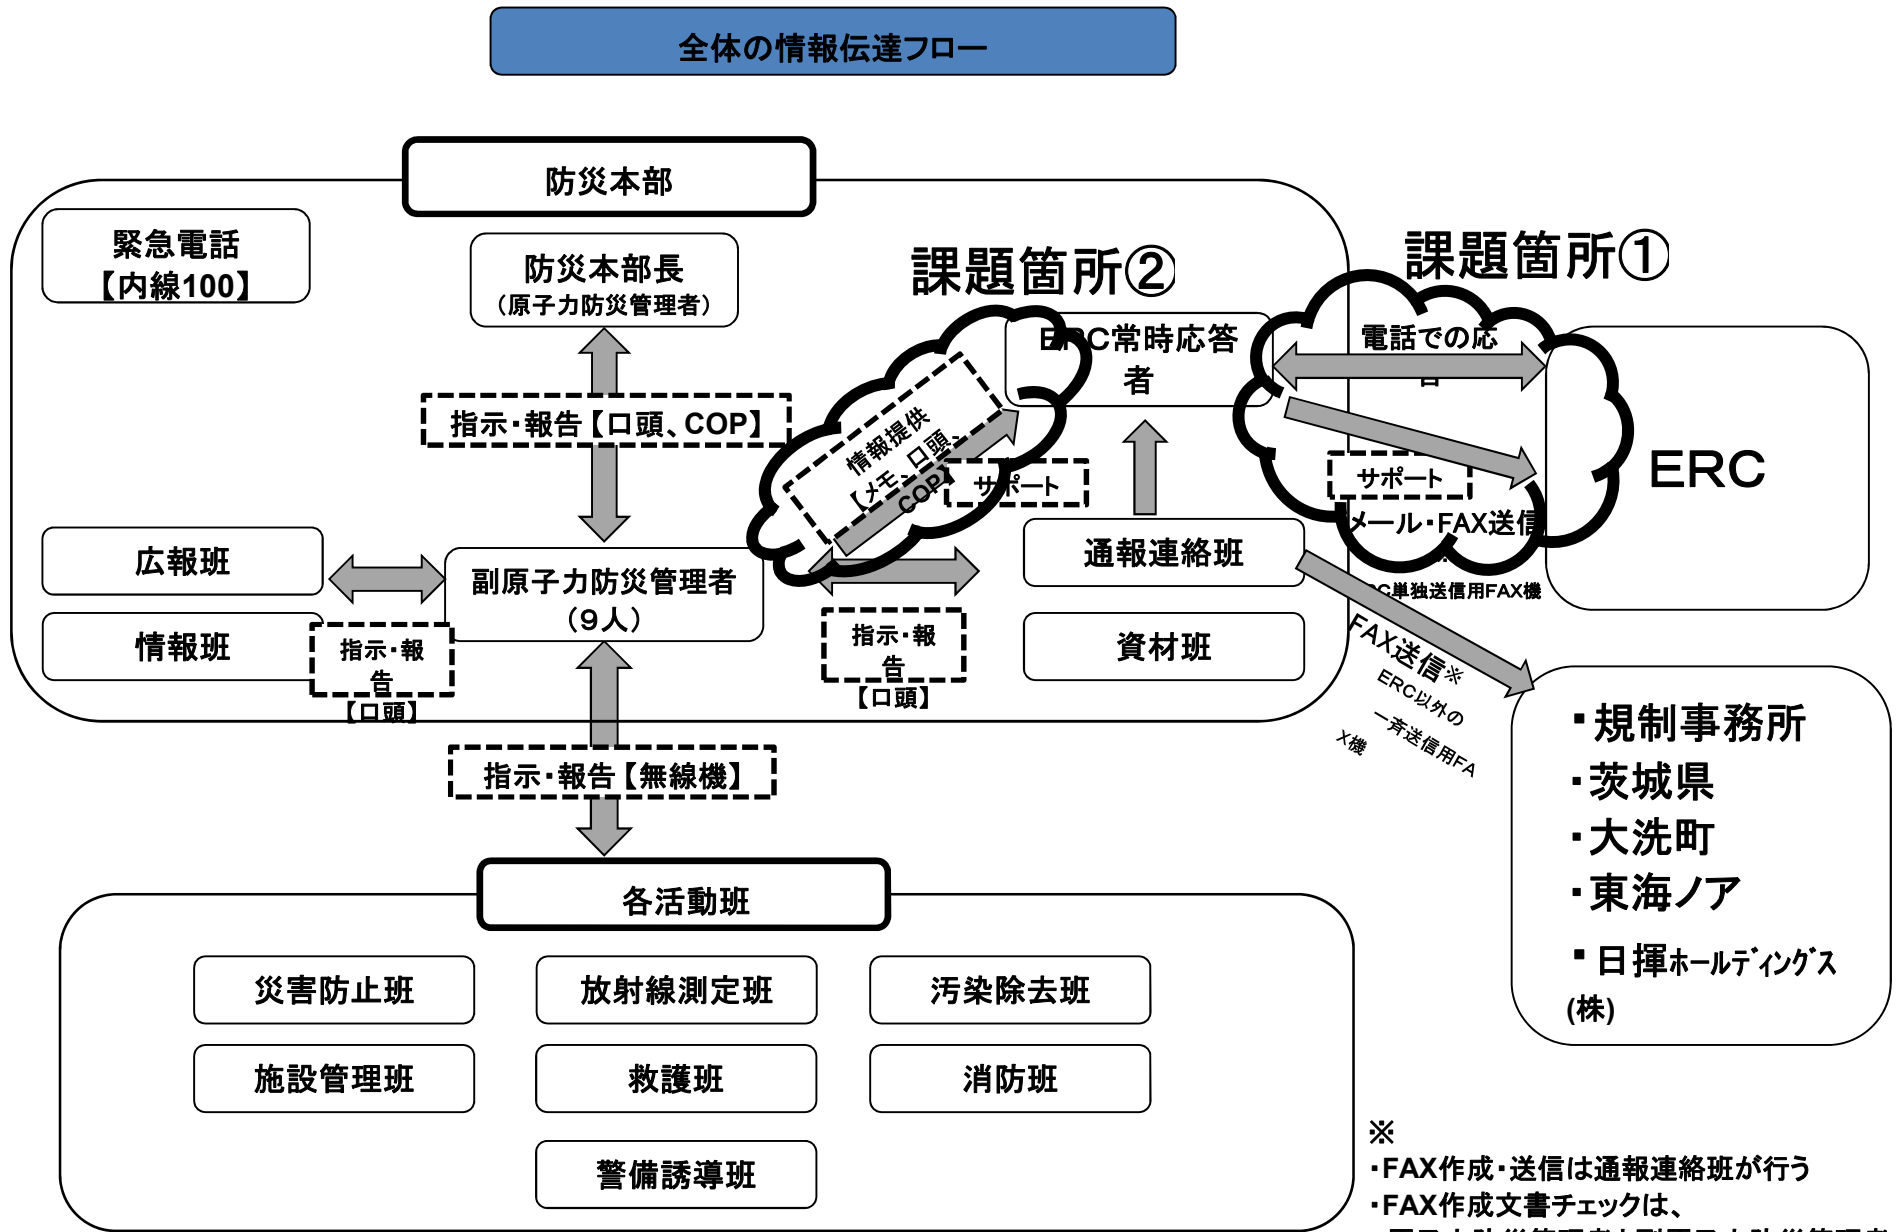 全体の情報伝達フロー
防災本部
緊急電話
【内線100】
防災本部長
（原子力防災管理者）
課題箇所②
課題箇所①
ERC常時応答
者
電話での応
指示・報告【口頭、COP】
情報提供
【メモ、口頭、
COP】
サポート
サポート
メール・FAX送信
ERC
広報班
情報班
副原子力防災管理者
（９人）
通報連絡班
資材班
指示・報
告
【口頭】
指示・報
告
【口頭】
C単独送信用FAX機
FAX送信※
ERC以外の
一斉送信用FA
X機
指示・報告【無線機】
・規制事務所
・茨城県
・大洗町
・東海ノア
・日揮ホールディングス
(株)
各活動班
災害防止班
放射線測定班
汚染除去班
施設管理班
救護班
消防班
警備誘導班
※
・FAX作成・送信は通報連絡班が行う
・FAX作成文書チェックは、